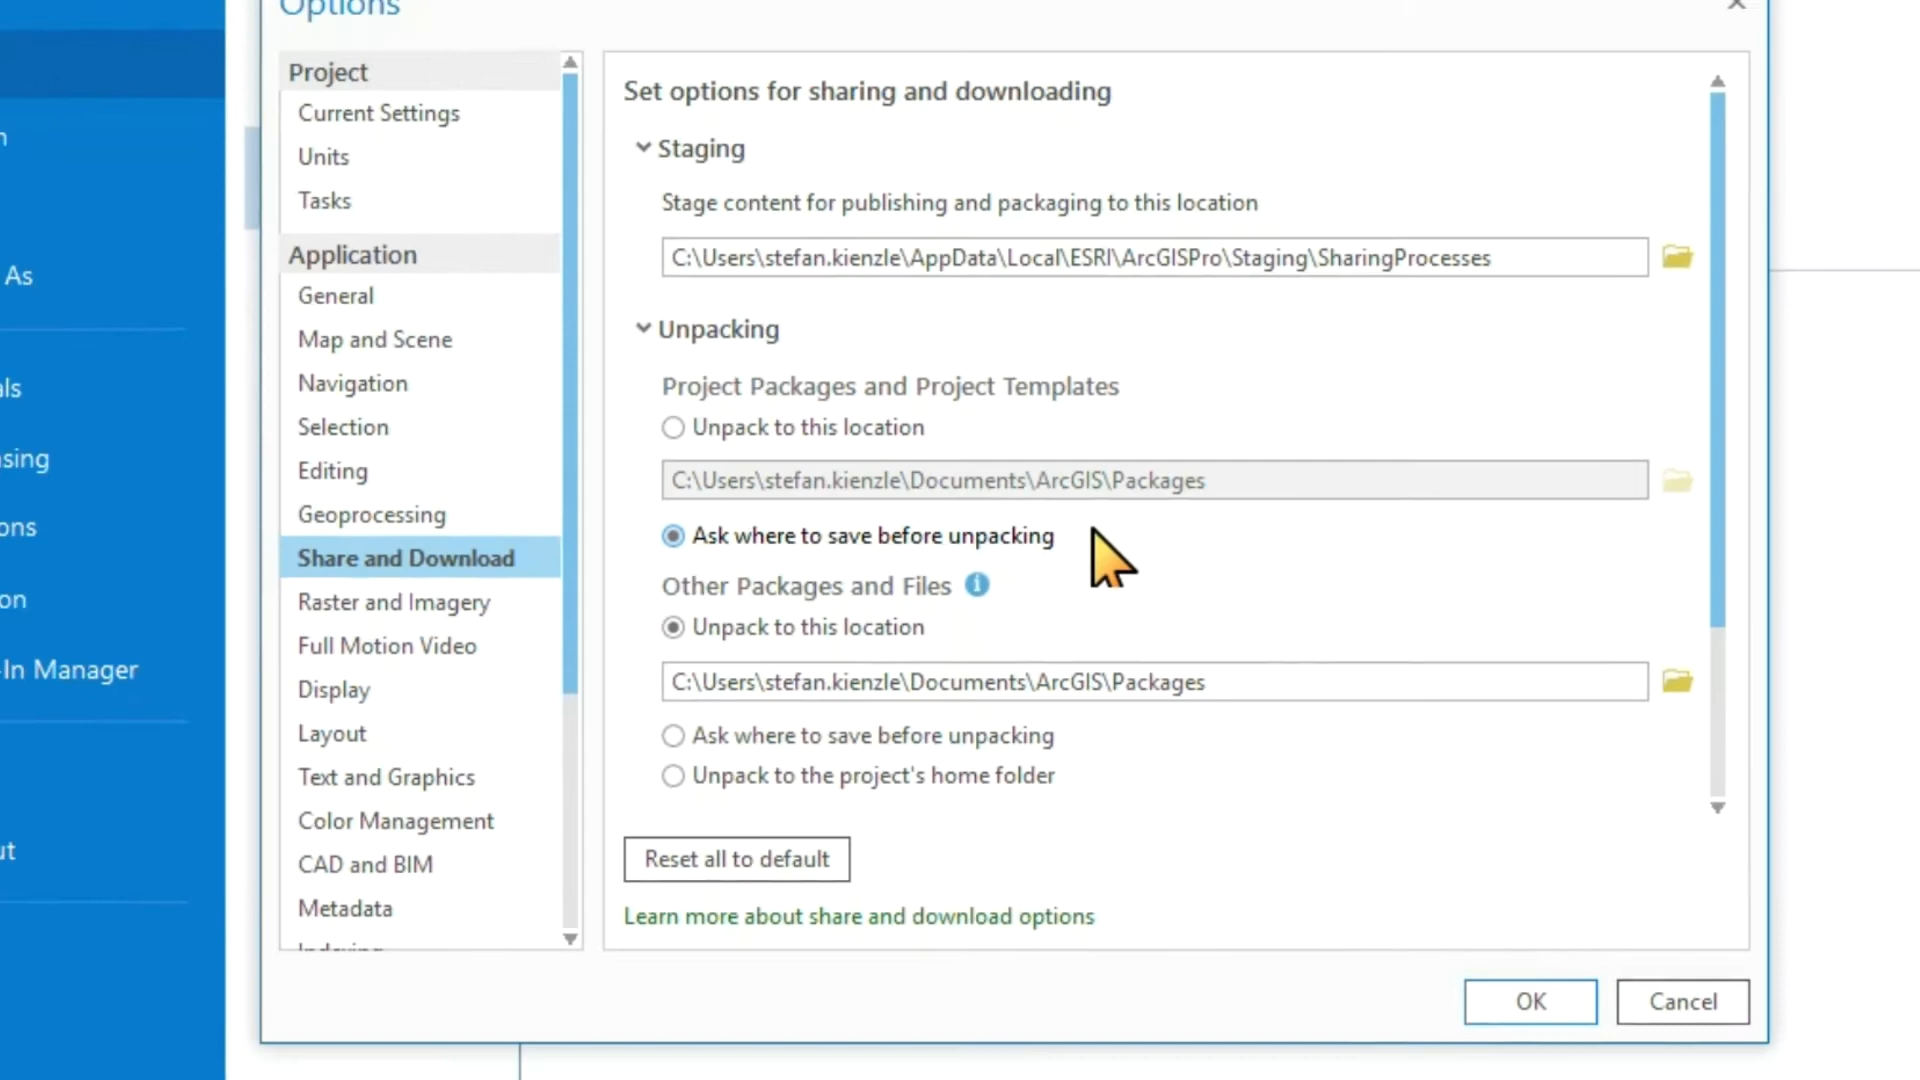 Options
Project
Current Settings
Units
Tasks
Application
General
Map and Scene
Navigation
Selection
Editing
Geoprocessing
Share and Download
Raster and Imagery
Full Motion Video
Display
Layout
Text and Graphics
Color Management
CAD and BIM
Metadata
Indexing
Set options for sharing and downloading
Staging
Stage content for publishing and packaging to this location
C:\Users\stefan.kienzle\AppData\Local\ESRI\ArcGISPro\Staging\SharingProcesses
Unpacking
Project Packages and Project Templates
Unpack to this location
C:\Users\stefan.kienzle\Documents\ArcGIS\Packages
Ask where to save before unpacking
Other Packages and Files
Unpack to this location
C:\Users\stefan.kienzle\Documents\ArcGIS\Packages
Ask where to save before unpacking
Unpack to the project's home folder
Reset all to default
Learn more about share and download options
OK
Cancel
As
-In Manager